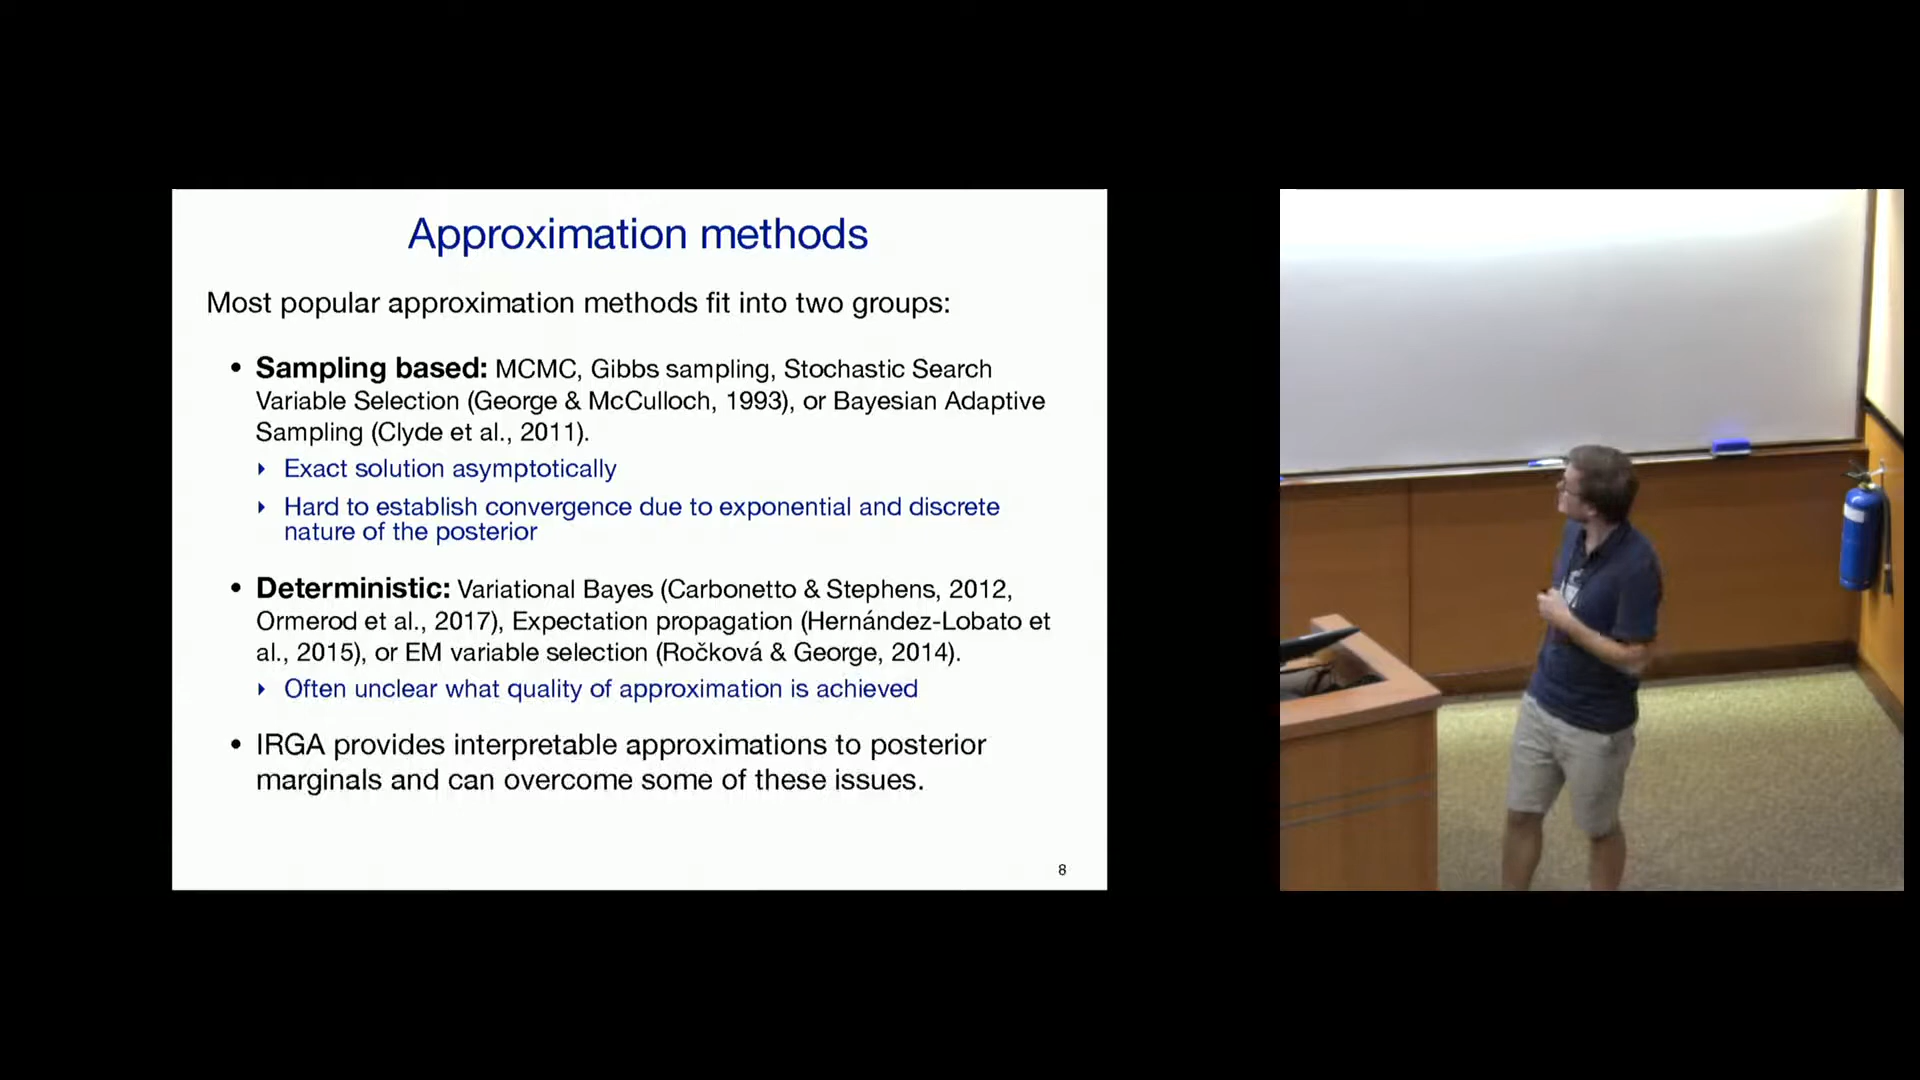 Approximation methods
Most popular approximation methods fit into two groups:
• Sampling based: MCMC, Gibbs sampling, Stochastic Search
Variable Selection (George & McCulloch, 1993), or Bayesian Adaptive
Sampling (Clyde et al., 2011).
‣ Exact solution asymptotically
‣ Hard to establish convergence due to exponential and discrete
nature of the posterior
• Deterministic: Variational Bayes (Carbonetto & Stephens, 2012,
Ormerod et al., 2017), Expectation propagation (Hernández-Lobato et
al., 2015), or EM variable selection (Ročková & George, 2014).
‣ Often unclear what quality of approximation is achieved
• IRGA provides interpretable approximations to posterior
marginals and can overcome some of these issues.
8